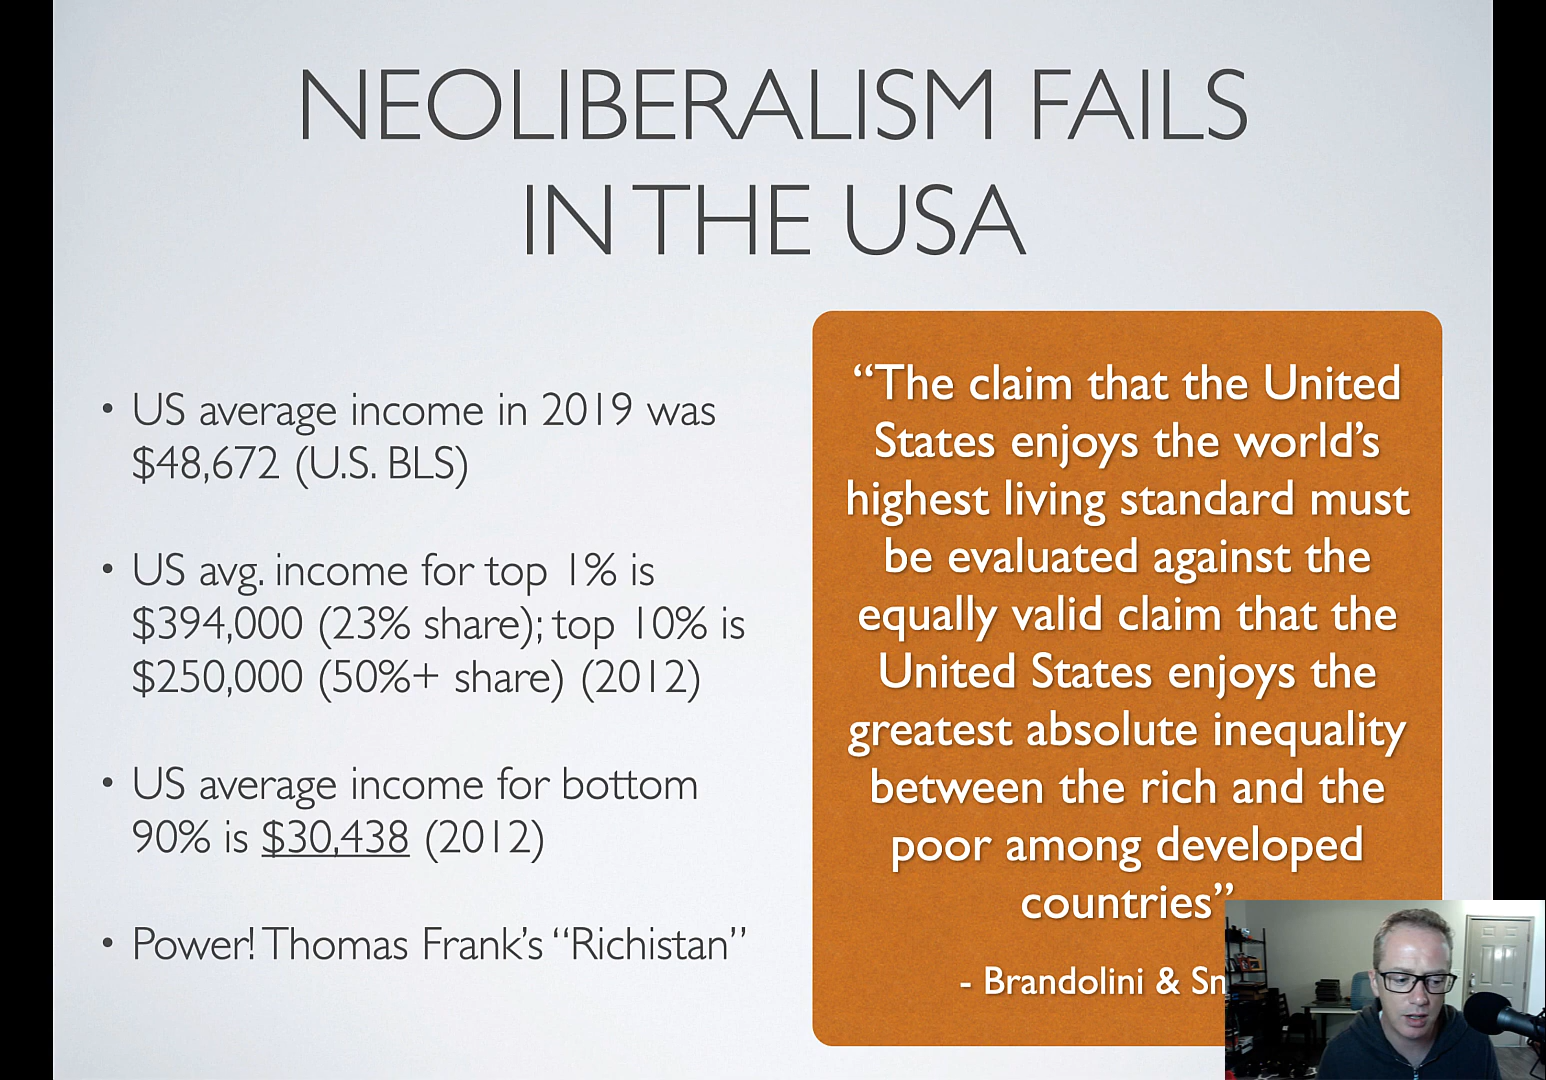 NEOLIBERALISM FAILS
IN THE USA
• US average income in 2019 was
$48,672 (U.S. BLS)
• US avg. income for top 1% is
$394,000 (23% share); top 10% is
$250,000 (50%+ share) (2012)
• US average income for bottom
90% is $30,438 (2012)
• Power! Thomas Frank’s “Richistan”
“The claim that the United
States enjoys the world’s
highest living standard must
be evaluated against the
equally valid claim that the
United States enjoys the
greatest absolute inequality
between the rich and the
poor among developed
countries”
- Brandolini &